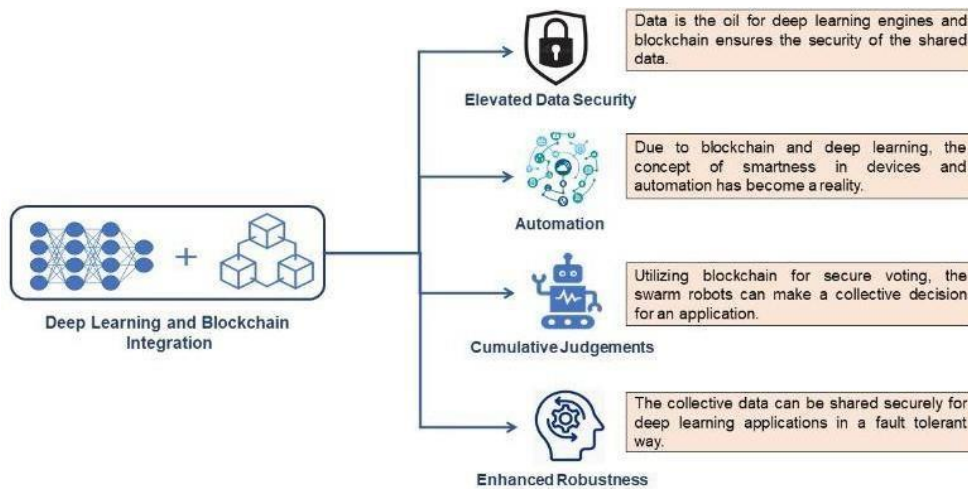 Data is the oil for deep learning engines and
blockchain ensures the security of the shared
data.
Elevated Data Security
Due to blockchain and deep learning, the
concept of smartness in devices and
automation has become a reality.
Automation
+
Deep Learning and Blockchain
Integration
Utilizing blockchain for secure voting, the
swarm robots can make a collective decision
for an application.
Cumulative Judgements
The collective data can be shared securely for
deep learning applications in a fault tolerant
way.
Enhanced Robustness